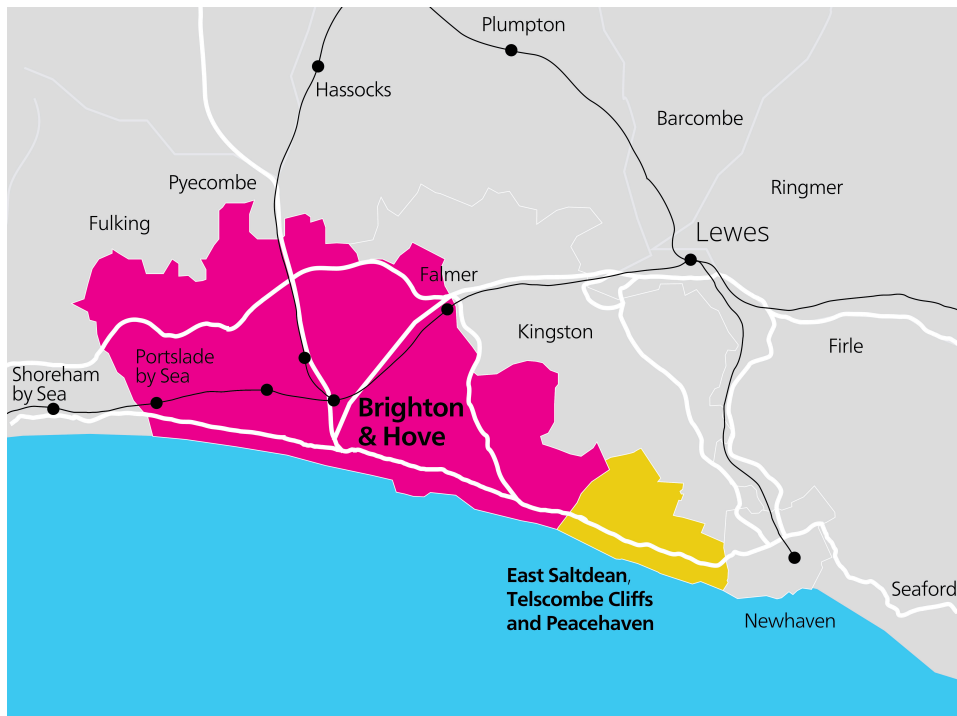 Plumpton
Hassocks
Barcombe
Pyecombe
Ringmer
Fulking
Lewes
Falmer
Kingston
Firle
Portslade
by Sea
Shoreham
by Sea
Brighton
& Hove
East Saltdean,
Telscombe Cliffs
and Peacehaven
Seaford
Newhaven